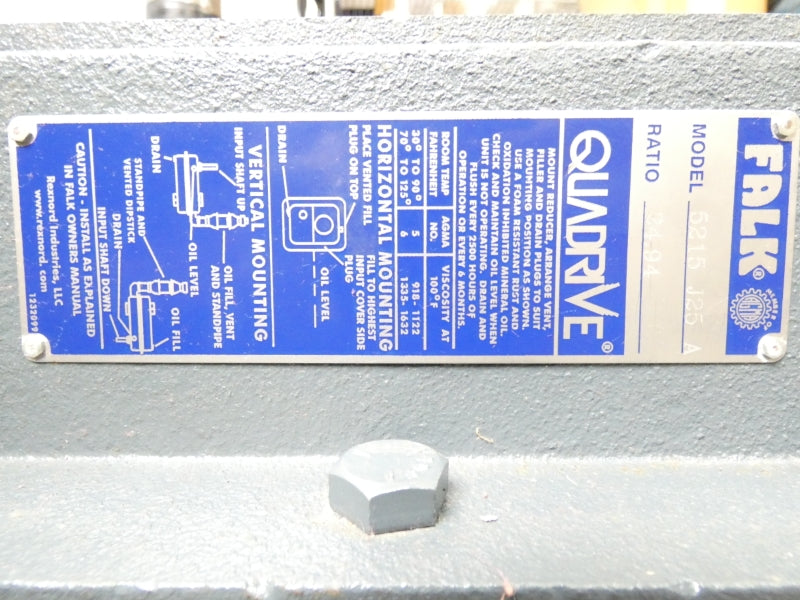 FALK®
MODEL 5215 J25 A
RATIO 24.94
QUADRIVE®
MOUNT REDUCER, ARRANGE VENT,
FILLER AND DRAIN PLUGS TO SUIT
MOUNTING POSITION AS SHOWN.
USE A FOAM RESISTANT RUST AND
OXIDATION INHIBITED MINERAL OIL
CHECK AND MAINTAIN OIL LEVEL WHEN
UNIT IS NOT OPERATING. DRAIN AND
FLUSH EVERY 2500 HOURS OF
OPERATION OR EVERY 6 MONTHS.
ROOM TEMP AGMA VISCOSITY AT
FAHRENHEIT NO. 100°F
30° TO 90° 5 918-1122
70° TO 125° 6 1335-1632
HORIZONTAL MOUNTING
PLACE VENTED FILL
PLUG ON TOP
FILL TO HIGHEST
INPUT COVER SIDE
PLUG
DRAIN
OIL LEVEL
VERTICAL MOUNTING
INPUT SHAFT UP
DRAIN
OIL FILL, VENT
AND STANDPIPE
OIL LEVEL
STANDPIPE AND
VENTED DIPSTICK
OIL FILL
DRAIN
INPUT SHAFT DOWN
CAUTION - INSTALL AS EXPLAINED
IN FALK OWNERS MANUAL
Rexnord Industries, LLC
rexnord.com
1232099